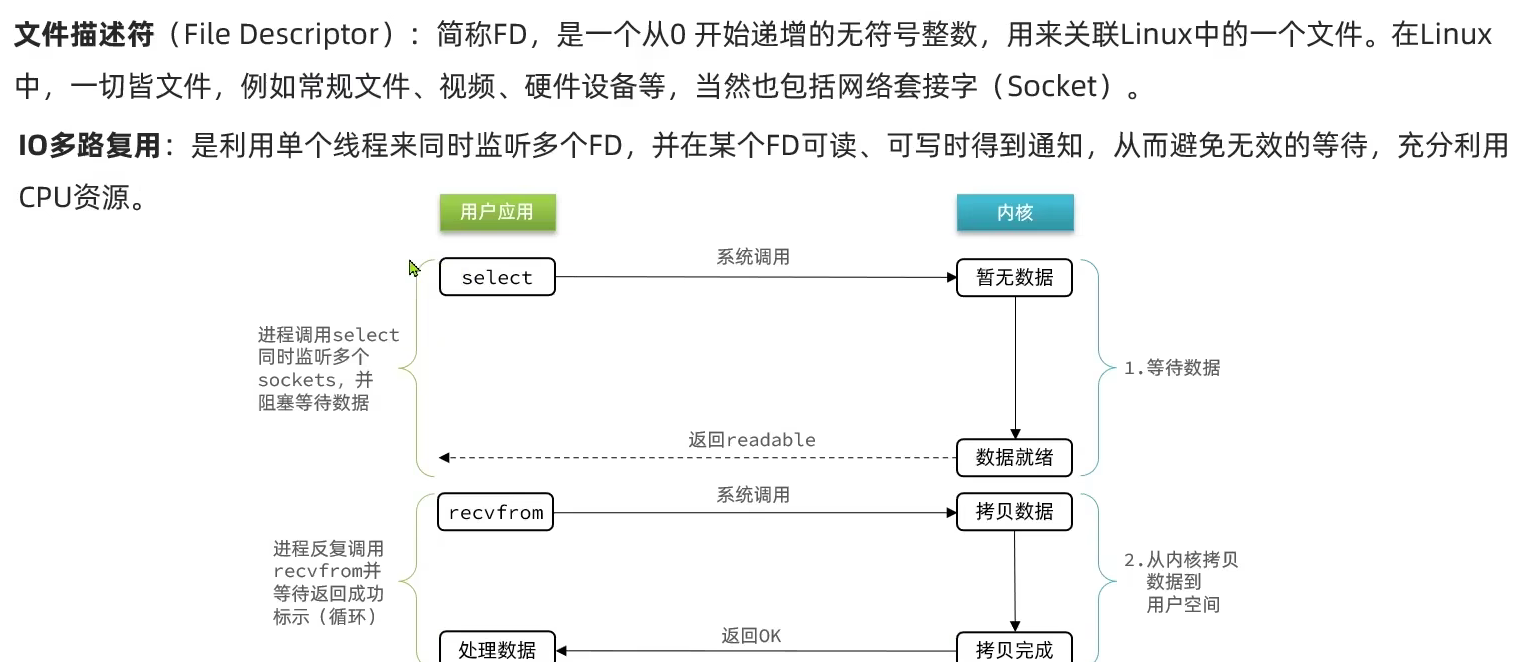 文件描述符（File Descriptor）：简称FD，是一个从0 开始递增的无符号整数，用来关联Linux中的一个文件。在Linux
中，一切皆文件，例如常规文件、视频、硬件设备等，当然也包括网络套接字（Socket）。
IO多路复用：是利用单个线程来同时监听多个FD，并在某个FD可读、可写时得到通知，从而避免无效的等待，充分利用
CPU资源。
用户应用
内核
系统调用
select
暂无数据
进程调用select
同时监听多个
sockets，并
阻塞等待数据
1.等待数据
返回readable
数据就绪
系统调用
recvfrom
拷贝数据
进程反复调用
recvfrom并
等待返回成功
标示（循环）
2.从内核拷贝
数据到
用户空间
返回OK
处理数据
拷贝完成